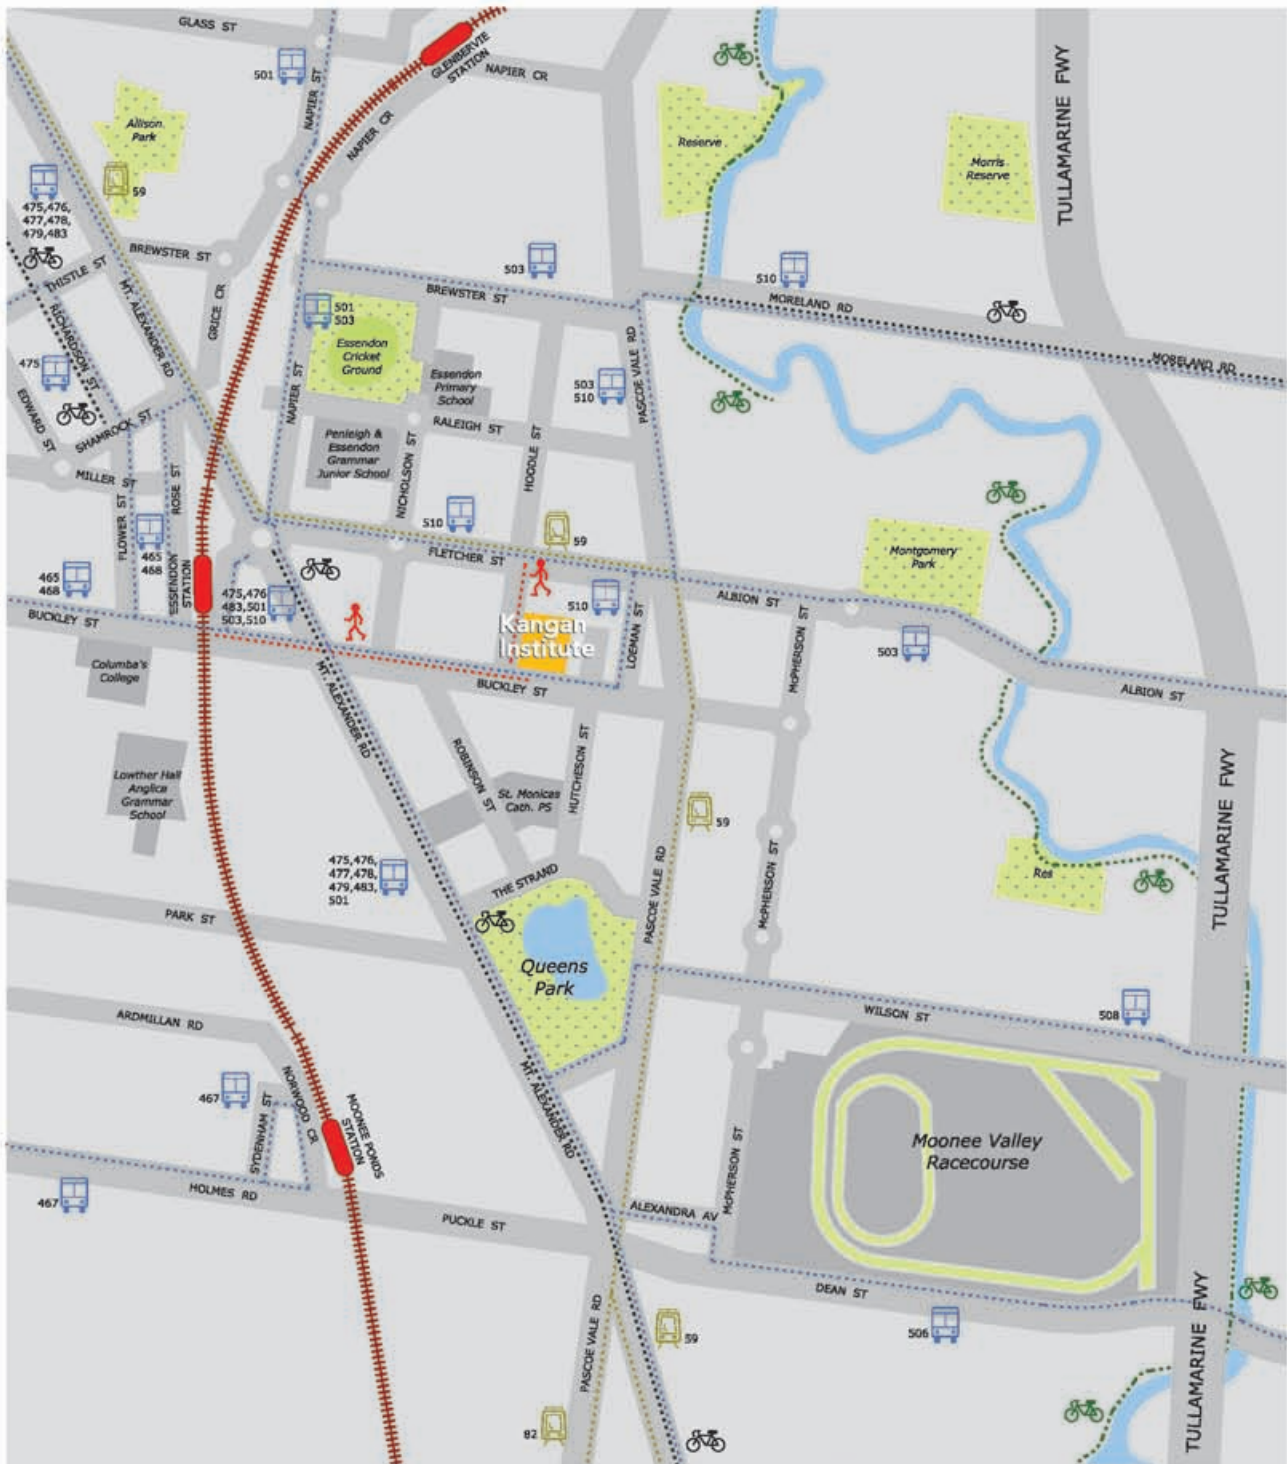 GLASS ST
GLENBERVIE
STATION
NAPIER CR
501
NAPIER ST
NAPIER CR
TULLAMARINE FWY
Allison
Park
Reserve
Morris
Reserve
59
475,476,
477,478,
479,483
BREWSTER ST
THISTLE ST
503
510
BREWSTER ST
MORELAND RD
MORELAND RD
MT. ALEXANDER RD
GRICE CR
RICHARDSON ST
501
503
Essendon
Cricket
Ground
PASCOE VALE RD
475
Essendon
Primary
School
503
510
NAPIER ST
EDWARD ST
SHAMROCK ST
RALEIGH ST
Penleigh &
Essendon
Grammar
Junior School
NICHOLSON ST
HODDLE ST
MILLER ST
ROSE ST
FLOWER ST
510
59
465
468
FLETCHER ST
Montgomery
Park
465
468
ESSENDON
STATION
475,476
483,501
503,510
510
ALBION ST
BUCKLEY ST
Kangan
Institute
LOEMAN ST
McPHERSON ST
503
Columba's
College
BUCKLEY ST
ALBION ST
MT. ALEXANDER RD
ROBINSON ST
HUTCHESON ST
Lowther Hall
Anglica
Grammar
School
St. Monicas
Cath. PS
59
TULLAMARINE FWY
475,476,
477,478,
479,483,
501
THE STRAND
PASCOE VALE RD
McPHERSON ST
Res
PARK ST
Queens
Park
ARDMILLAN RD
WILSON ST
508
467
NORWOOD CR
SYDENHAM ST
MOONEE PONDS
STATION
MT. ALEXANDER RD
McPHERSON ST
Moonee Valley
Racecourse
467
HOLMES RD
PUCKLE ST
ALEXANDRA AV
DEAN ST
506
59
PASCOE VALE RD
TULLAMARINE FWY
82